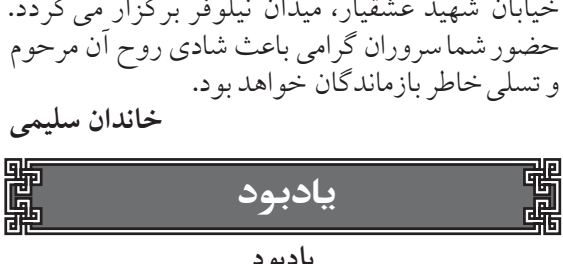 خیابان شهید عشقیار، میدان نیلوفر برگزار می‌گردد.
حضور شما سروران گرامی باعث شادی روح آن مرحوم
و تسلی خاطر بازماندگان خواهد بود.
خاندان سلیمی
یادبود
یادبود